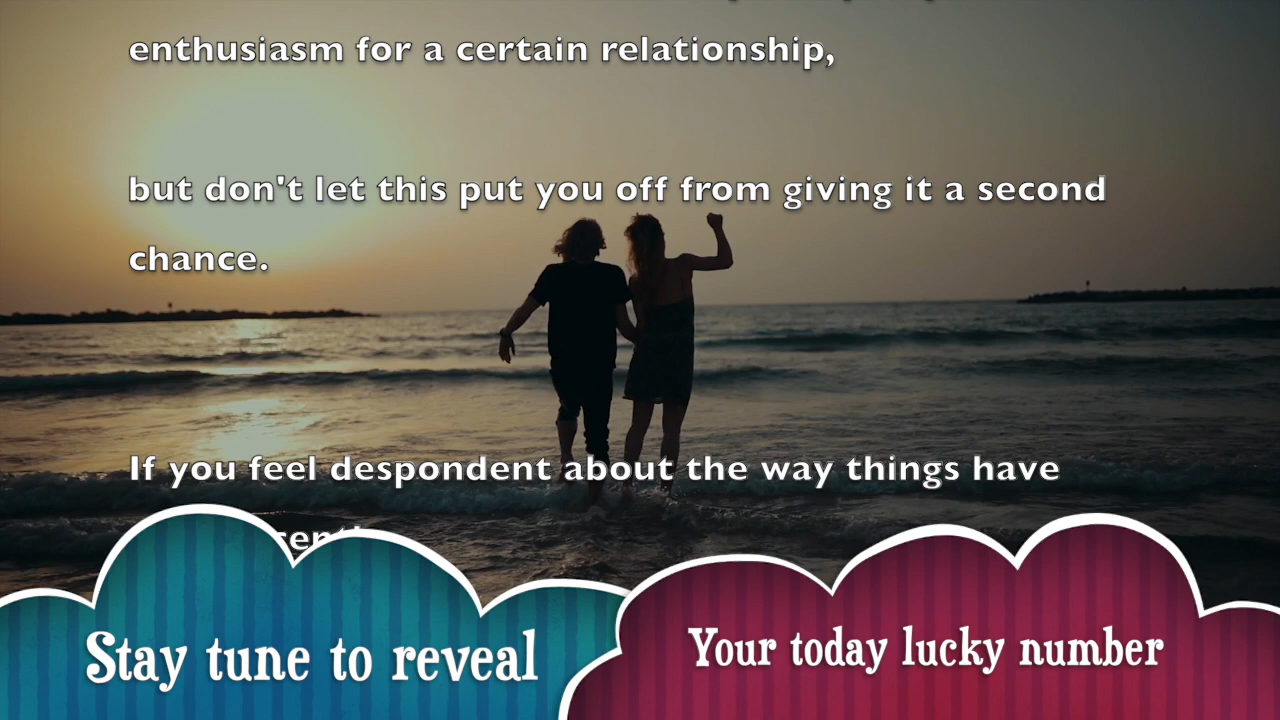 enthusiasm for a certain relationship,
but don't let this put you off from giving it a second
chance.
If you feel despondent about the way things have
Stay tune to reveal
Your today lucky number